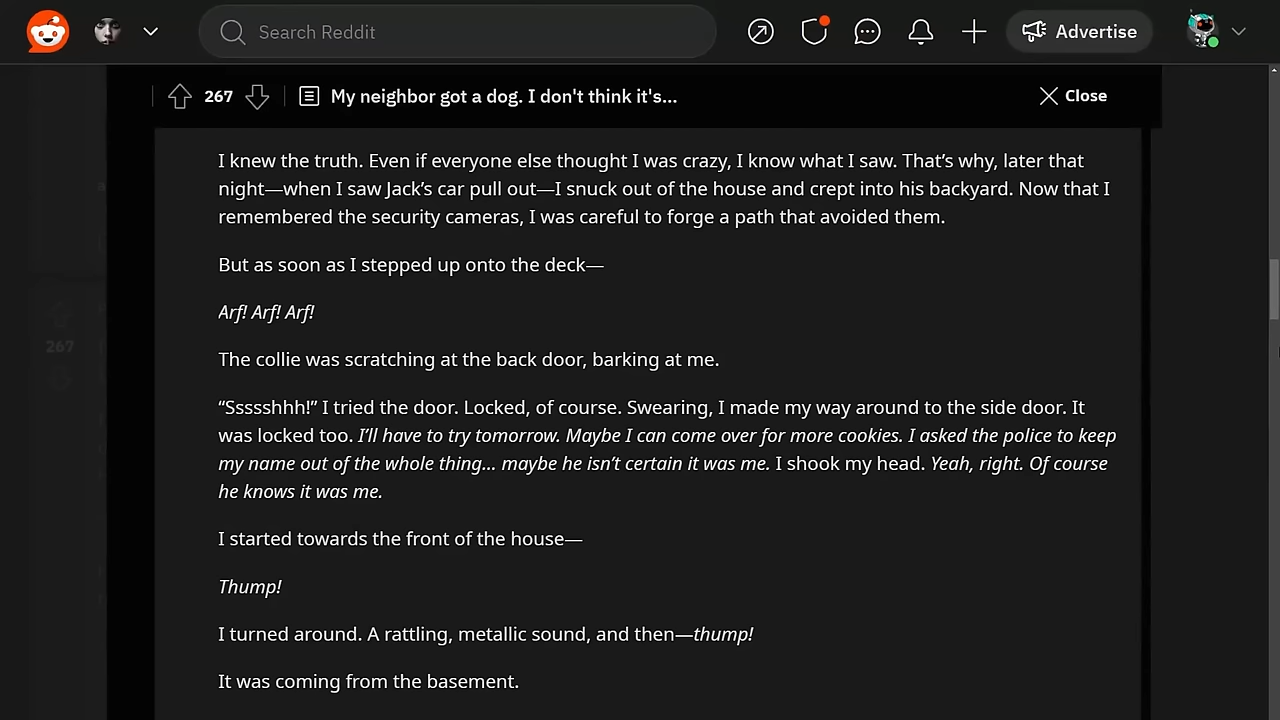 Search Reddit
Advertise
267
My neighbor got a dog. I don't think it's...
Close
I knew the truth. Even if everyone else thought I was crazy, I know what I saw. That’s why, later that
night—when I saw Jack’s car pull out—I snuck out of the house and crept into his backyard. Now that I
remembered the security cameras, I was careful to forge a path that avoided them.
But as soon as I stepped up onto the deck—
Arf! Arf! Arf!
267
The collie was scratching at the back door, barking at me.
“Ssssshhh!” I tried the door. Locked, of course. Swearing, I made my way around to the side door. It
was locked too. I’ll have to try tomorrow. Maybe I can come over for more cookies. I asked the police to keep
my name out of the whole thing... maybe he isn’t certain it was me. I shook my head. Yeah, right. Of course
he knows it was me.
I started towards the front of the house—
Thump!
I turned around. A rattling, metallic sound, and then—thump!
It was coming from the basement.